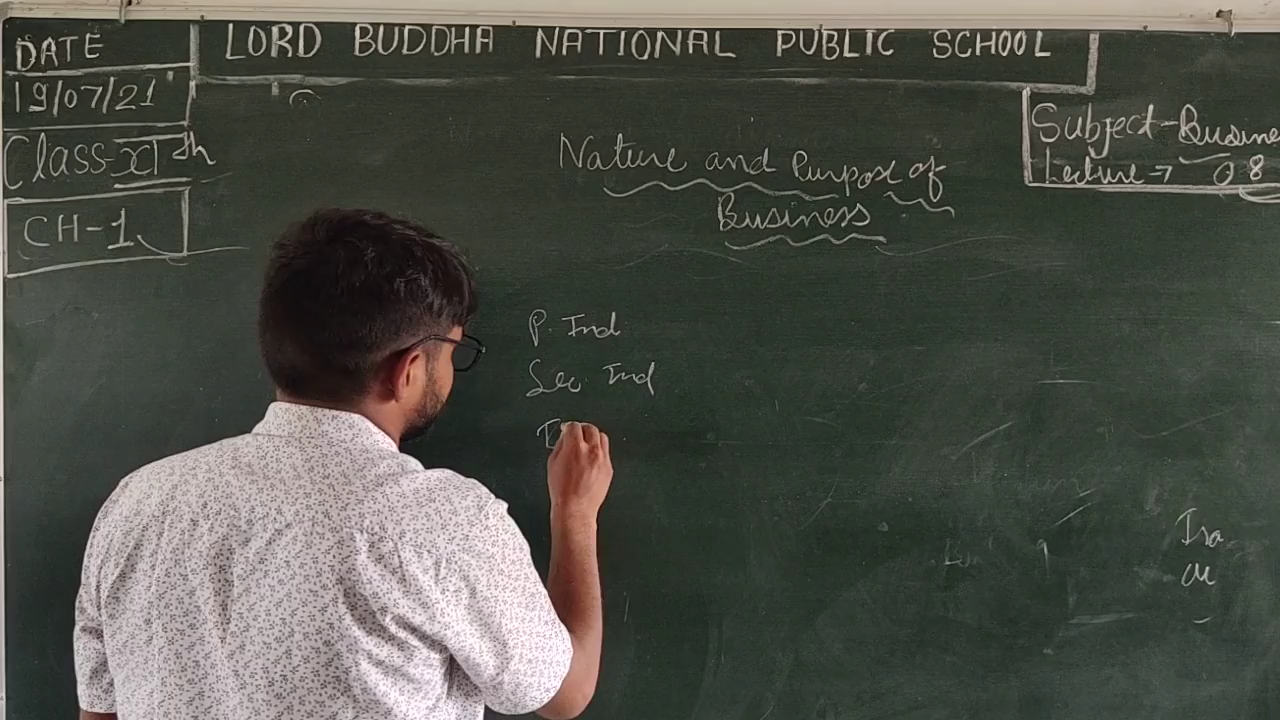 DATE
19/07/21
Class-XIth
CH-1
LORD BUDDHA NATIONAL PUBLIC SCHOOL
Subject-Busine
Lecture → 08
Nature and Purpose of
Business
P. Ind
Sec. Ind